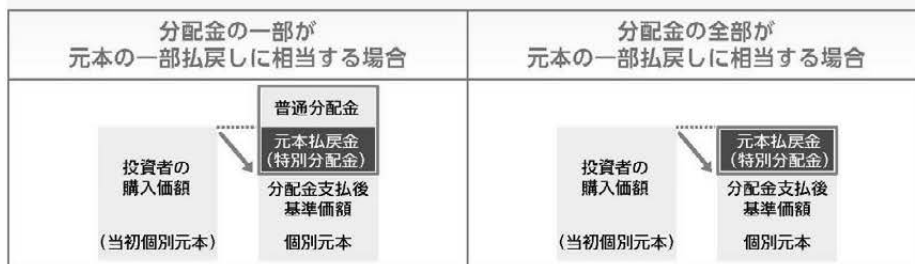 分配金の一部が
元本の一部払戻しに相当する場合
分配金の全部が
元本の一部払戻しに相当する場合
投資者の
購入価額
(当初個別元本)
普通分配金
元本払戻金
(特別分配金)
分配金支払後
基準価額
個別元本
投資者の
購入価額
(当初個別元本)
元本払戻金
(特別分配金)
分配金支払後
基準価額
個別元本